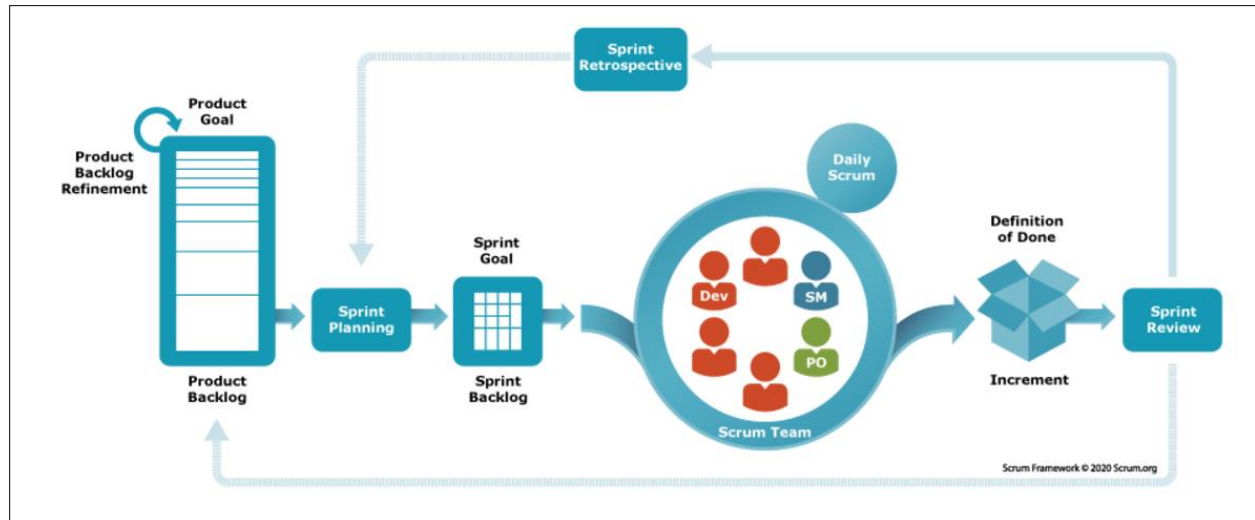 Sprint
Retrospective
Product
Goal
Product
Backlog
Refinement
Daily
Scrum
Definition
of Done
Sprint
Goal
Dev
SM
Sprint
Planning
Sprint
Review
PO
Product
Backlog
Sprint
Backlog
Increment
Scrum Team
Scrum Framework © 2020 Scrum.org